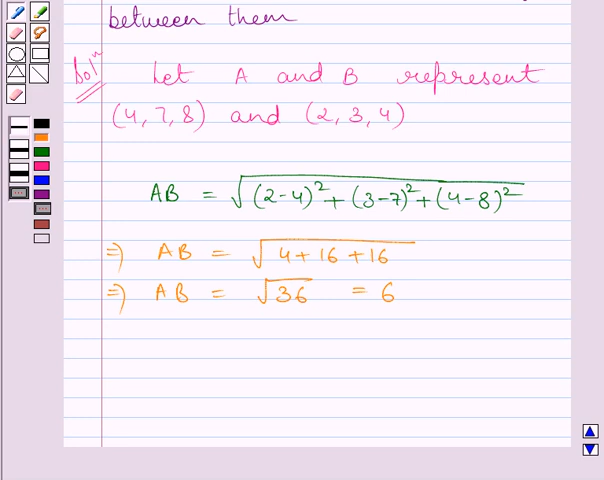 between them
Solⁿ Let A and B represent
(4, 7, 8) and (2, 3, 4)
AB = √(2-4)² + (3-7)² + (4-8)²
⇒ AB = √4 + 16 + 16
⇒ AB = √36 = 6